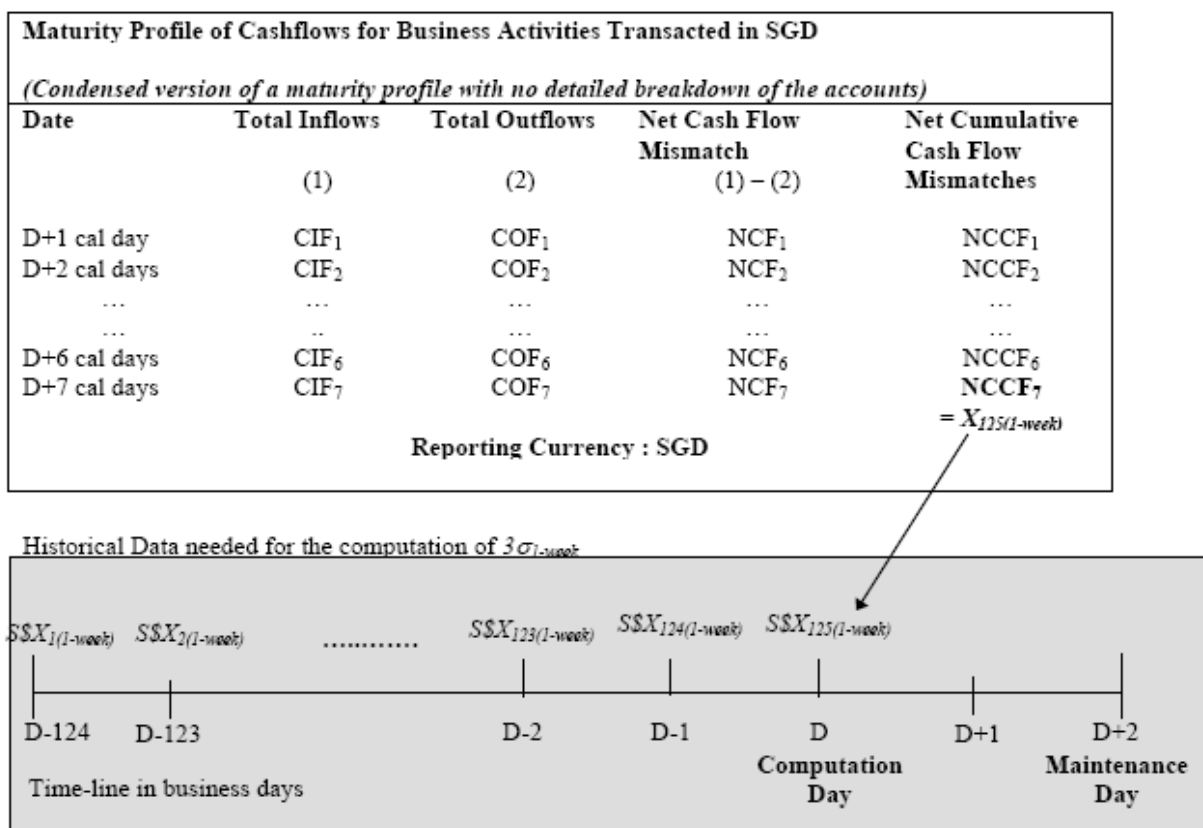 Maturity Profile of Cashflows for Business Activities Transacted in SGD
(Condensed version of a maturity profile with no detailed breakdown of the accounts)
Date Total Inflows Total Outflows Net Cash Flow Net Cumulative
Mismatch Cash Flow
(1) (2) (1) – (2) Mismatches
D+1 cal day CIF₁ COF₁ NCF₁ NCCF₁
D+2 cal days CIF₂ COF₂ NCF₂ NCCF₂
… … … … …
… .. … … …
D+6 cal days CIF₆ COF₆ NCF₆ NCCF₆
D+7 cal days CIF₇ COF₇ NCF₇ NCCF₇
= X125(1-week)
Reporting Currency : SGD
Historical Data needed for the computation of 3σ1-week
S$X1(1-week) S$X2(1-week) ............ S$X123(1-week) S$X124(1-week) S$X125(1-week)
D-124 D-123 D-2 D-1 D D+1 D+2
Computation Maintenance
Day Day
Time-line in business days